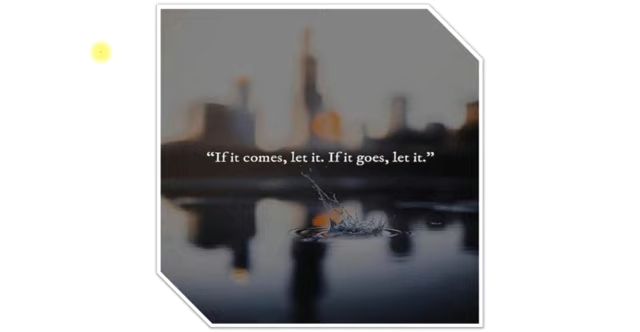 “If it comes, let it. If it goes, let it.”